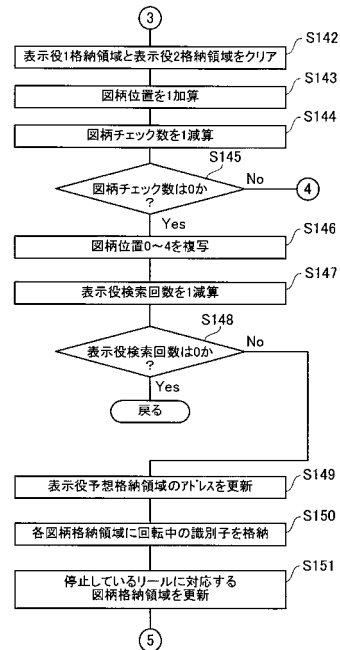 3
S142
表示役1格納領域と表示役2格納領域をクリア
S143
図柄位置を1加算
S144
図柄チェック数を1減算
S145
図柄チェック数は0か
?
No
4
Yes
S146
図柄位置0~4を複写
S147
表示役検索回数を1減算
S148
表示役検索回数は0か
?
No
Yes
戻る
S149
表示役予想格納領域のアドレスを更新
S150
各図柄格納領域に回転中の識別子を格納
S151
停止しているリールに対応する
図柄格納領域を更新
5